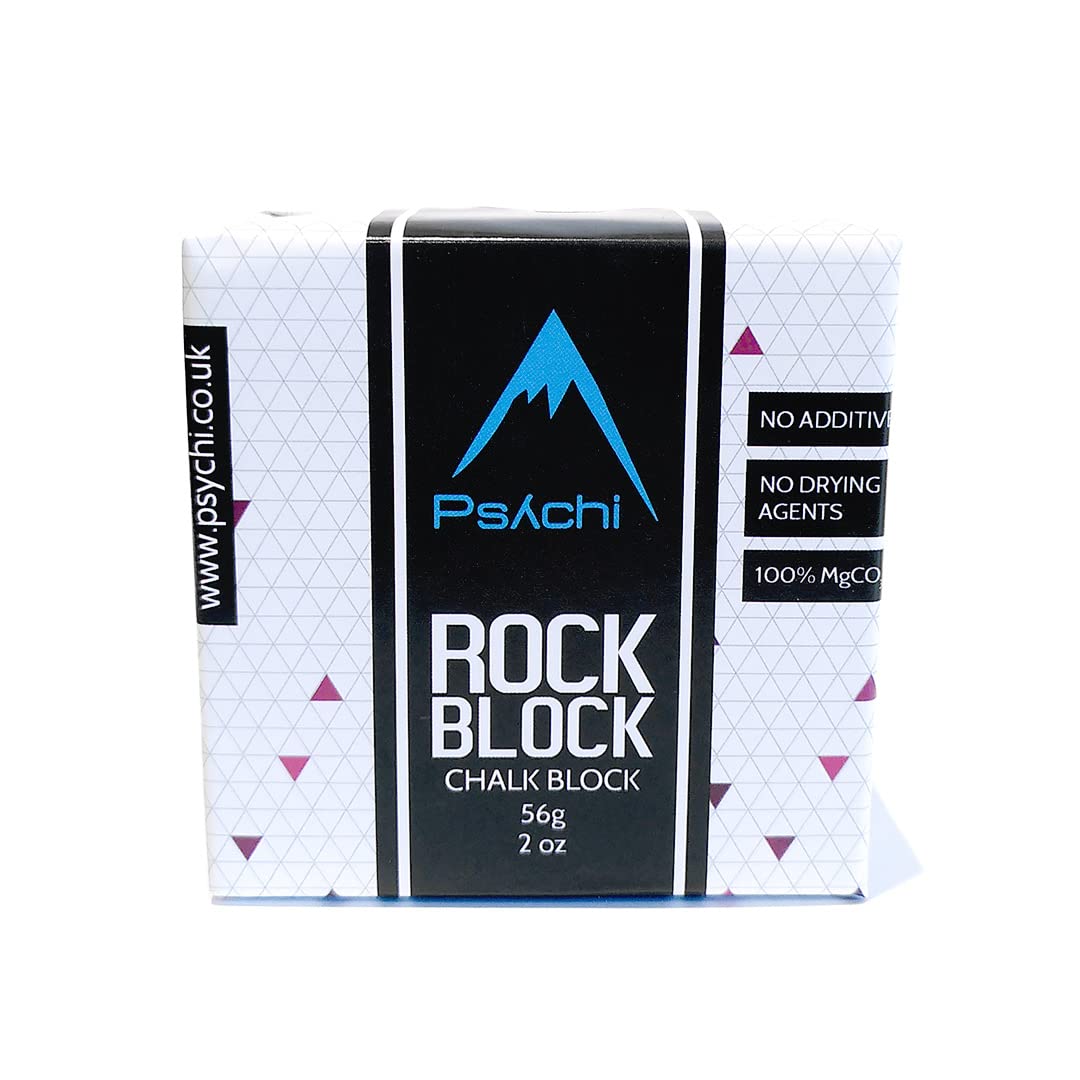 www.psychi.co.uk
Psychi
ROCK
BLOCK
CHALK BLOCK
56g
2 oz
NO ADDITIVE
NO DRYING
AGENTS
100% MgCO